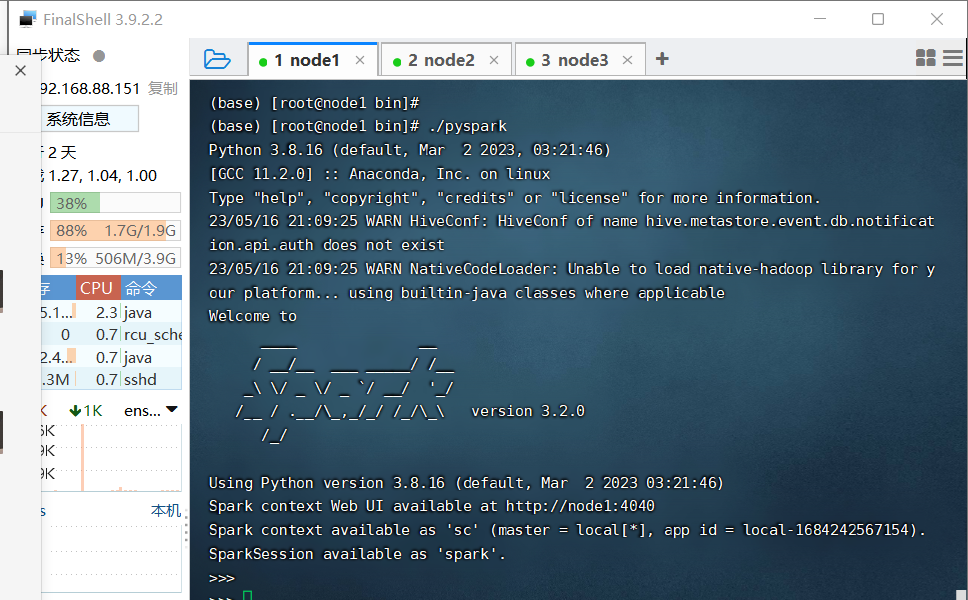 FinalShell 3.9.2.2
同步状态
92.168.88.151 复制
系统信息
2 天
1.27, 1.04, 1.00
38%
88% 1.7G/1.9G
13% 506M/3.9G
存 CPU 命令
5.1... 2.3 java
0 0.7 rcu_sche
2.4... 0.7 java
.3M 0.7 sshd
K 1K ens...
6K
9K
9K
s 本机
1 node1
2 node2
3 node3
(base) [root@node1 bin]#
(base) [root@node1 bin]# ./pyspark
Python 3.8.16 (default, Mar  2 2023, 03:21:46)
[GCC 11.2.0] :: Anaconda, Inc. on linux
Type "help", "copyright", "credits" or "license" for more information.
23/05/16 21:09:25 WARN HiveConf: HiveConf of name hive.metastore.event.db.notificat
ion.api.auth does not exist
23/05/16 21:09:25 WARN NativeCodeLoader: Unable to load native-hadoop library for y
our platform... using builtin-java classes where applicable
Welcome to
      ____              __
     / __/__  ___ _____/ /__
    _\ \/ _ \/ _ `/ __/  '_/
   /__ / .__/\_,_/_/ /_/\_\   version 3.2.0
      /_/
Using Python version 3.8.16 (default, Mar  2 2023 03:21:46)
Spark context Web UI available at http://node1:4040
Spark context available as 'sc' (master = local[*], app id = local-1684242567154).
SparkSession available as 'spark'.
>>>
>>>